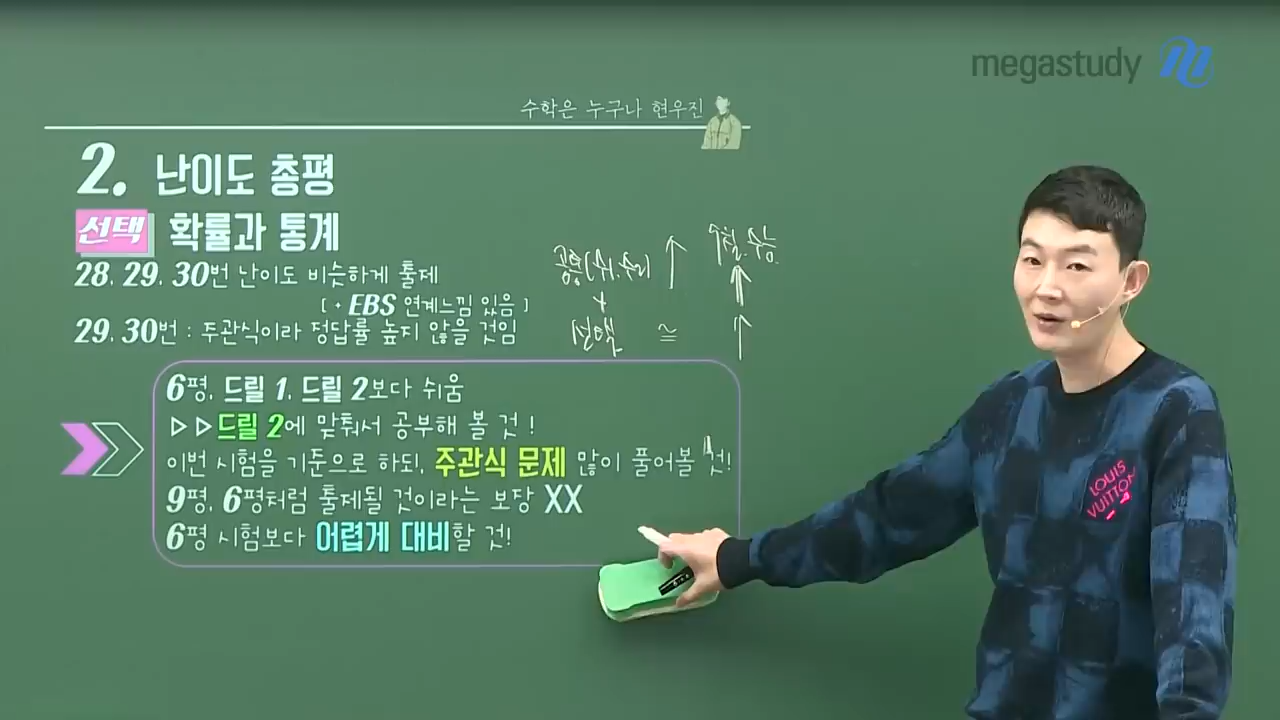 megastudy
수학은 누구나 현우진
2. 난이도 총평
선택 확률과 통계
28. 29. 30번 난이도 비슷하게 출제
[ • EBS 연계느낌 있음 ]
29. 30번 : 주관식이라 정답률 높지 않을 것임
공통(수1.수2)
+
선택 ≅
6평, 드릴 1, 드릴 2보다 쉬움
▷▷드릴 2에 맞춰서 공부해 볼 것 !
이번 시험을 기준으로 하되, 주관식 문제 많이 풀어볼 것!
9평, 6평처럼 출제될 것이라는 보장 XX
6평 시험보다 어렵게 대비할 것!
LOUIS
VUITTON